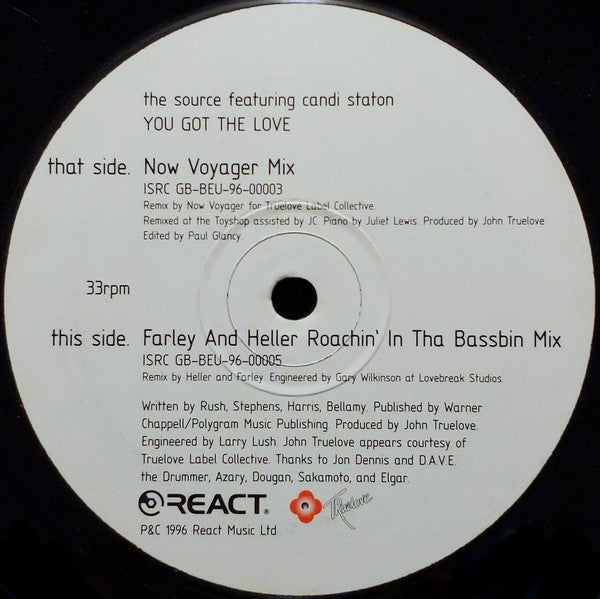 the source featuring candi staton
YOU GOT THE LOVE
that side. Now Voyager Mix
ISRC GB-BEU-96-00003
Remix by Now Voyager for Truelove Label Collective.
Remixed at the Toyshop assisted by JC. Piano by Juliet Lewis. Produced by John Truelove.
Edited by Paul Glancy.
33rpm
this side. Farley And Heller Roachin' In Tha Bassbin Mix
ISRC GB-BEU-96-00005
Remix by Heller and Farley. Engineered by Gary Wilkinson at Lovebreak Studios.
Written by Rush, Stephens, Harris, Bellamy. Published by Warner
Chappell/Polygram Music Publishing. Produced by John Truelove.
Engineered by Larry Lush. John Truelove appears courtesy of
Truelove Label Collective. Thanks to Jon Dennis and D.A.V.E.
the Drummer, Azary, Dougan, Sakamoto, and Elgar.
REACT® Truelove
P&C 1996 React Music Ltd